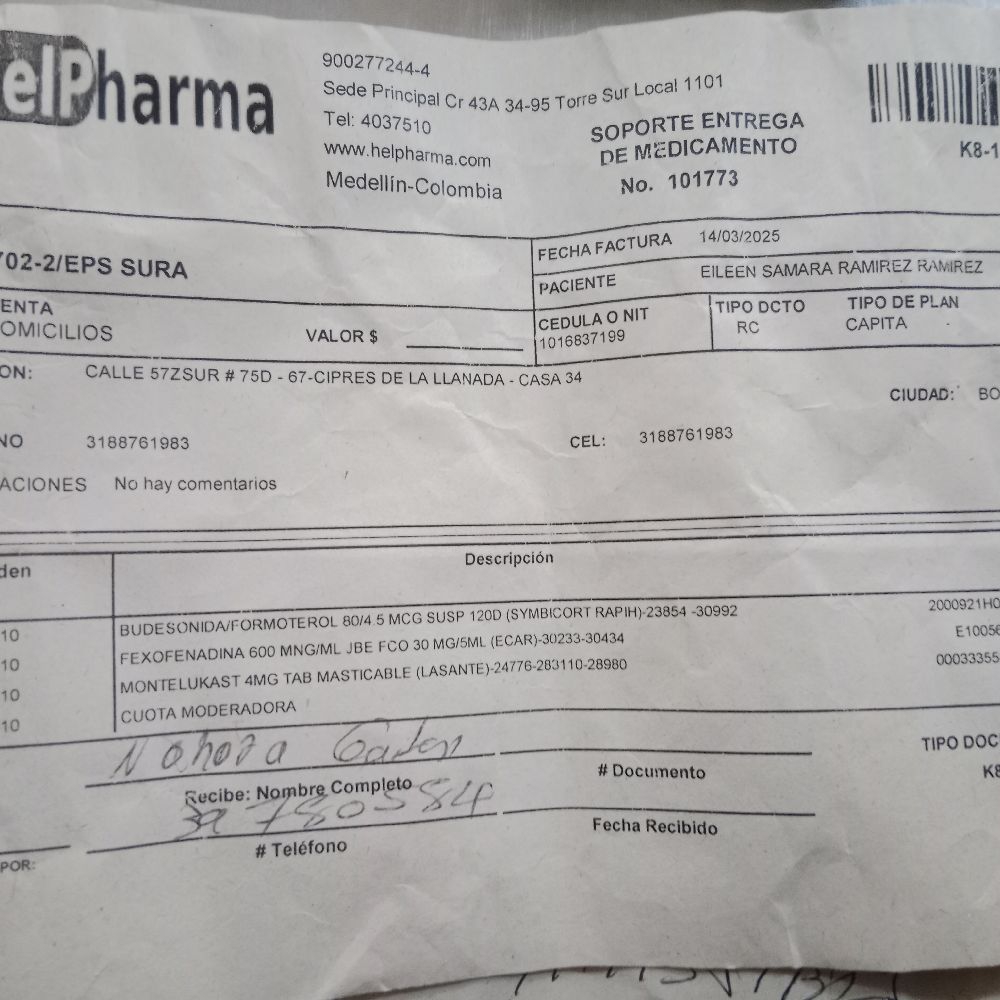 elPharma
900277244-4
Sede Principal Cr 43A 34-95 Torre Sur Local 1101
Tel: 4037510
www.helpharma.com
Medellín-Colombia
SOPORTE ENTREGA
DE MEDICAMENTO
No. 101773
K8-1
702-2/EPS SURA
FECHA FACTURA 14/03/2025
PACIENTE EILEEN SAMARA RAMIREZ RAMIREZ
ENTA
OMICILIOS VALOR $
CEDULA O NIT
1016837199
TIPO DCTO
RC
TIPO DE PLAN
CAPITA
ON: CALLE 57ZSUR # 75D - 67-CIPRES DE LA LLANADA - CASA 34
CIUDAD: BO
NO 3188761983 CEL: 3188761983
ACIONES No hay comentarios
den Descripción
10 BUDESONIDA/FORMOTEROL 80/4.5 MCG SUSP 120D (SYMBICORT RAPIH)-23854 -30992 2000921H0
10 FEXOFENADINA 600 MNG/ML JBE FCO 30 MG/5ML (ECAR)-30233-30434 E10056
10 MONTELUKAST 4MG TAB MASTICABLE (LASANTE)-24776-283110-28980 00033355
10 CUOTA MODERADORA
TIPO DOC
K8
Recibe: Nombre Completo # Documento
# Teléfono Fecha Recibido
POR: